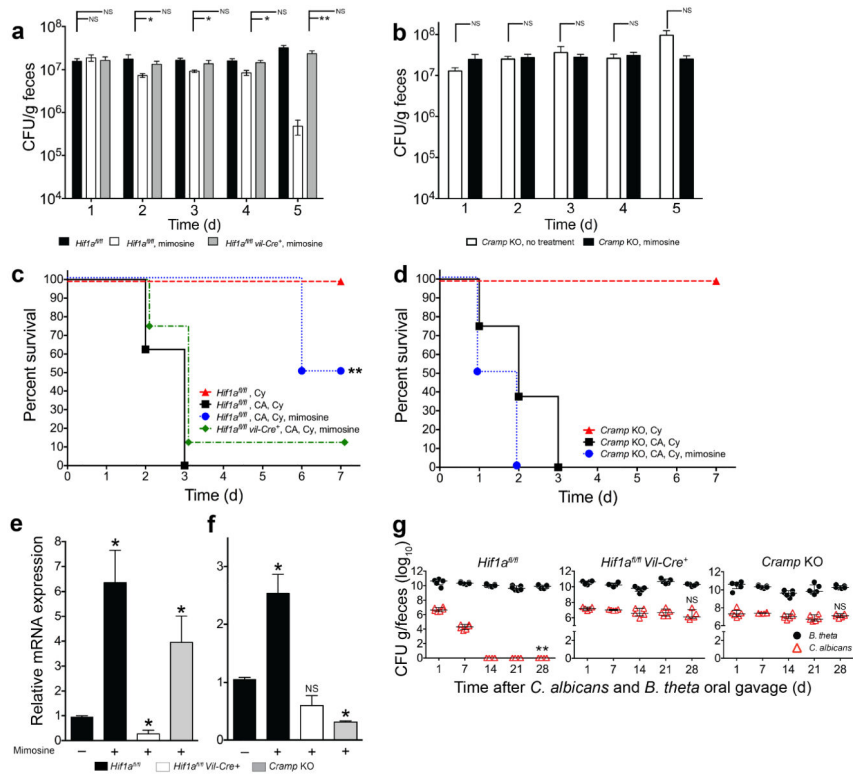 a
NS NS NS NS NS
NS * * * **
CFU/g feces
10⁸
10⁷
10⁶
10⁵
10⁴
1 2 3 4 5
Time (d)
Hif1a^fl/fl Hif1a^fl/fl, mimosine Hif1a^fl/fl vil-Cre⁺, mimosine
b
NS NS NS NS NS
CFU/g feces
10⁸
10⁷
10⁶
10⁵
10⁴
1 2 3 4 5
Time (d)
Cramp KO, no treatment Cramp KO, mimosine
c
Percent survival
100
90
80
70
60
50
40
30
20
10
0
**
Hif1a^fl/fl, Cy
Hif1a^fl/fl, CA, Cy
Hif1a^fl/fl, CA, Cy, mimosine
Hif1a^fl/fl vil-Cre⁺, CA, Cy, mimosine
0 1 2 3 4 5 6 7
Time (d)
d
Percent survival
100
90
80
70
60
50
40
30
20
10
0
Cramp KO, Cy
Cramp KO, CA, Cy
Cramp KO, CA, Cy, mimosine
0 1 2 3 4 5 6 7
Time (d)
e
Relative mRNA expression
8
7
6
5
4
2
1
0
* * *
Mimosine – + + +
f
3
2
1
0
* NS *
– + + +
Hif1a^fl/fl Hif1a^fl/fl Vil-Cre+ Cramp KO
g
CFU g/feces (log₁₀)
Hif1a^fl/fl Hif1a^fl/fl Vil-Cre⁺ Cramp KO
12
10
8
6
4
2
0
**
1 7 14 21 28
12
10
8
6
5
0
NS
1 7 14 21 28
12
10
8
6
5
0
NS
B. theta
C. albicans
1 7 14 21 28
Time after C. albicans and B. theta oral gavage (d)